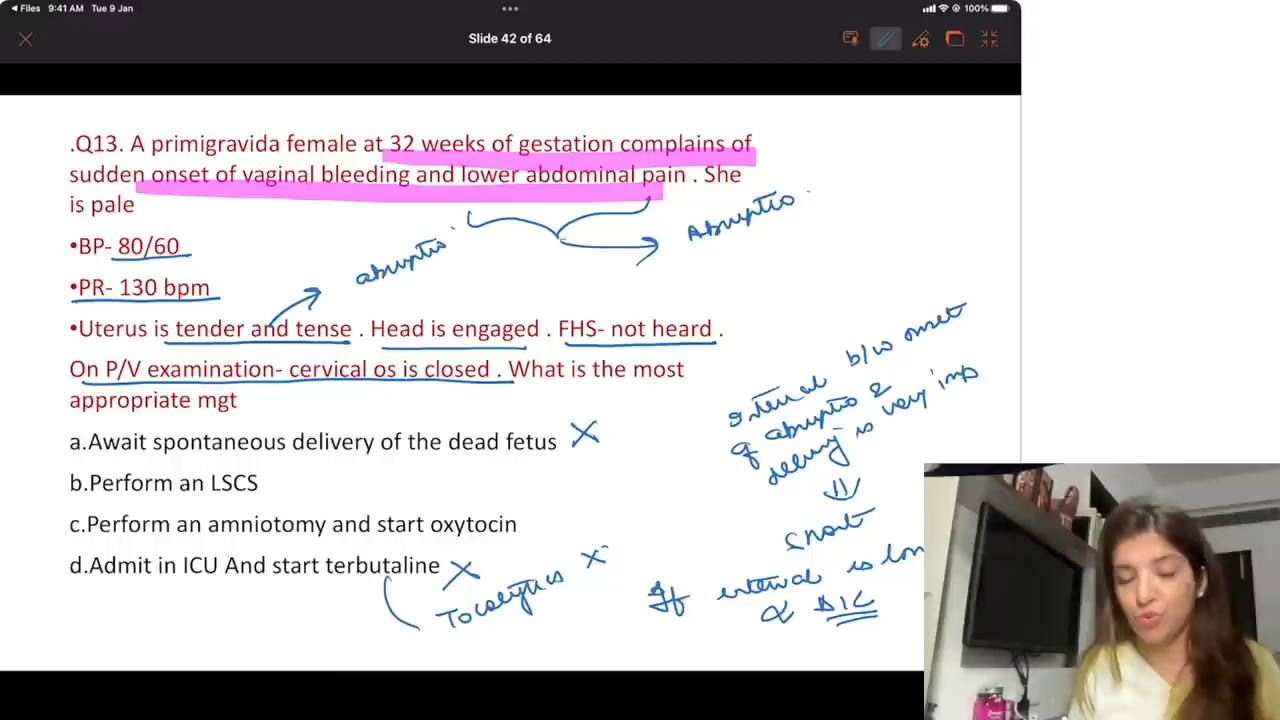 Files 9:41 AM Tue 9 Jan
100%
Slide 42 of 64
.Q13. A primigravida female at 32 weeks of gestation complains of
sudden onset of vaginal bleeding and lower abdominal pain . She
is pale
Abruptio
•BP- 80/60
abruptio
•PR- 130 bpm
•Uterus is tender and tense . Head is engaged . FHS- not heard .
On P/V examination- cervical os is closed . What is the most
appropriate mgt
Interval b/w onset
of abruptio &
delivery is very imp
a.Await spontaneous delivery of the dead fetus X
b.Perform an LSCS
c.Perform an amniotomy and start oxytocin
Short
d.Admit in ICU And start terbutaline X
Tocolytics X
If interval is
DIC